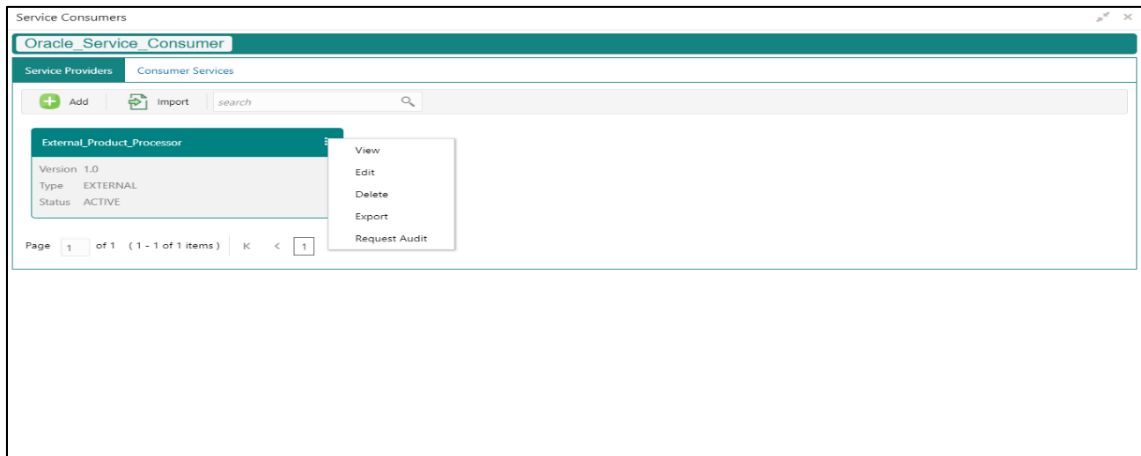 Service Consumers
Oracle_Service_Consumer
Service Providers Consumer Services
Add Import search
External_Product_Processor
Version 1.0
Type EXTERNAL
Status ACTIVE
View
Edit
Delete
Export
Request Audit
Page 1 of 1 (1 - 1 of 1 items) K < 1